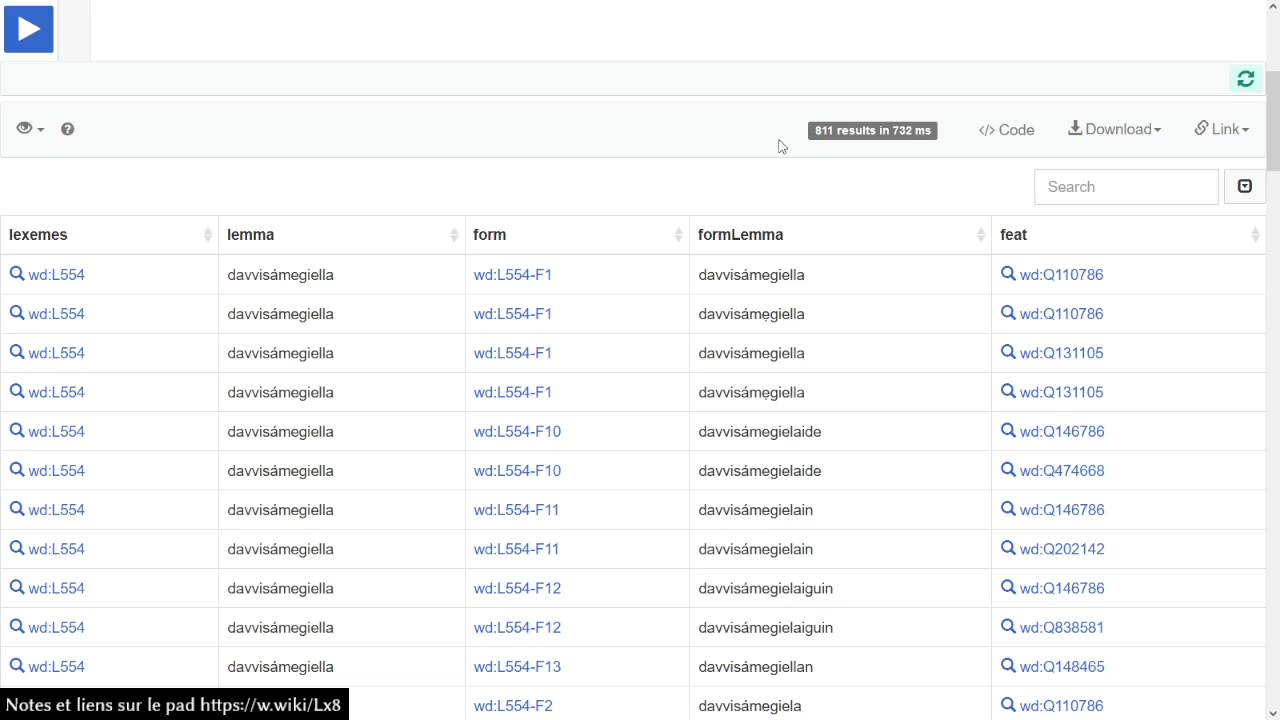 811 results in 732 ms </> Code Download Link
Search
lexemes lemma form formLemma feat
wd:L554 davvisámegiella wd:L554-F1 davvisámegiella wd:Q110786
wd:L554 davvisámegiella wd:L554-F1 davvisámeg̣iella wd:Q110786
wd:L554 davvisámegiella wd:L554-F1 davvisámegiella wd:Q131105
wd:L554 davvisámegiella wd:L554-F1 davvisámeg̣iella wd:Q131105
wd:L554 davvisámegiella wd:L554-F10 davvisámegielaide wd:Q146786
wd:L554 davvisámegiella wd:L554-F10 davvisámegielaide wd:Q474668
wd:L554 davvisámegiella wd:L554-F11 davvisámegielain wd:Q146786
wd:L554 davvisámegiella wd:L554-F11 davvisámegielain wd:Q202142
wd:L554 davvisámegiella wd:L554-F12 davvisámegielaiguin wd:Q146786
wd:L554 davvisámegiella wd:L554-F12 davvisámegielaiguin wd:Q838581
wd:L554 davvisámegiella wd:L554-F13 davvisámegiellan wd:Q148465
wd:L554-F2 davvisámegiela wd:Q110786
Notes et liens sur le pad https://w.wiki/Lx8